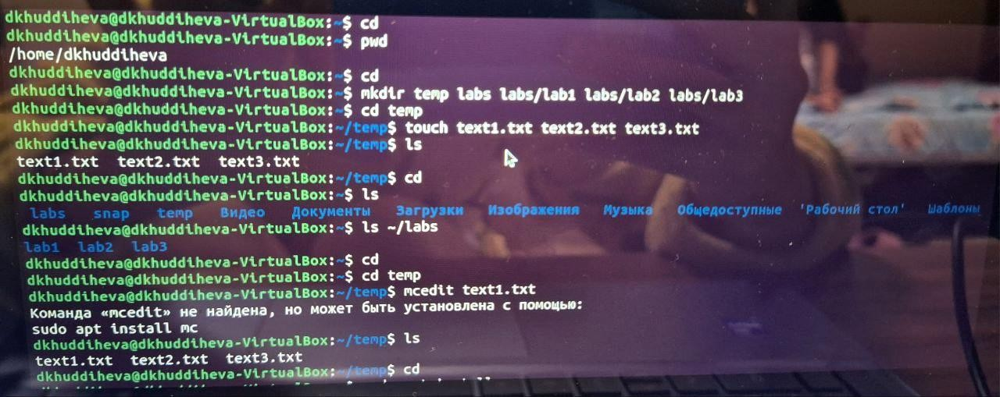 dkhuddiheva@dkhuddiheva-VirtualBox:~$ cd
dkhuddiheva@dkhuddiheva-VirtualBox:~$ pwd
/home/dkhuddiheva
dkhuddiheva@dkhuddiheva-VirtualBox:~$ cd
dkhuddiheva@dkhuddiheva-VirtualBox:~$ mkdir temp labs labs/lab1 labs/lab2 labs/lab3
dkhuddiheva@dkhuddiheva-VirtualBox:~$ cd temp
dkhuddiheva@dkhuddiheva-VirtualBox:~/temp$ touch text1.txt text2.txt text3.txt
dkhuddiheva@dkhuddiheva-VirtualBox:~/temp$ ls
text1.txt  text2.txt  text3.txt
dkhuddiheva@dkhuddiheva-VirtualBox:~/temp$ cd
dkhuddiheva@dkhuddiheva-VirtualBox:~$ ls
labs  snap  temp  Видео  Документы  Загрузки  Изображения  Музыка  Общедоступные  'Рабочий стол'  Шаблоны
dkhuddiheva@dkhuddiheva-VirtualBox:~$ ls ~/labs
lab1  lab2  lab3
dkhuddiheva@dkhuddiheva-VirtualBox:~$ cd
dkhuddiheva@dkhuddiheva-VirtualBox:~$ cd temp
dkhuddiheva@dkhuddiheva-VirtualBox:~/temp$ mcedit text1.txt
Команда «mcedit» не найдена, но может быть установлена с помощью:
sudo apt install mc
dkhuddiheva@dkhuddiheva-VirtualBox:~/temp$ ls
text1.txt  text2.txt  text3.txt
dkhuddiheva@dkhuddiheva-VirtualBox:~/temp$ cd